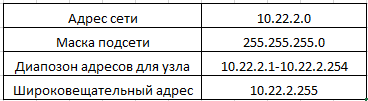 Адрес сети 10.22.2.0
Маска подсети 255.255.255.0
Диапазон адресов для узла 10.22.2.1-10.22.2.254
Широковещательный адрес 10.22.2.255